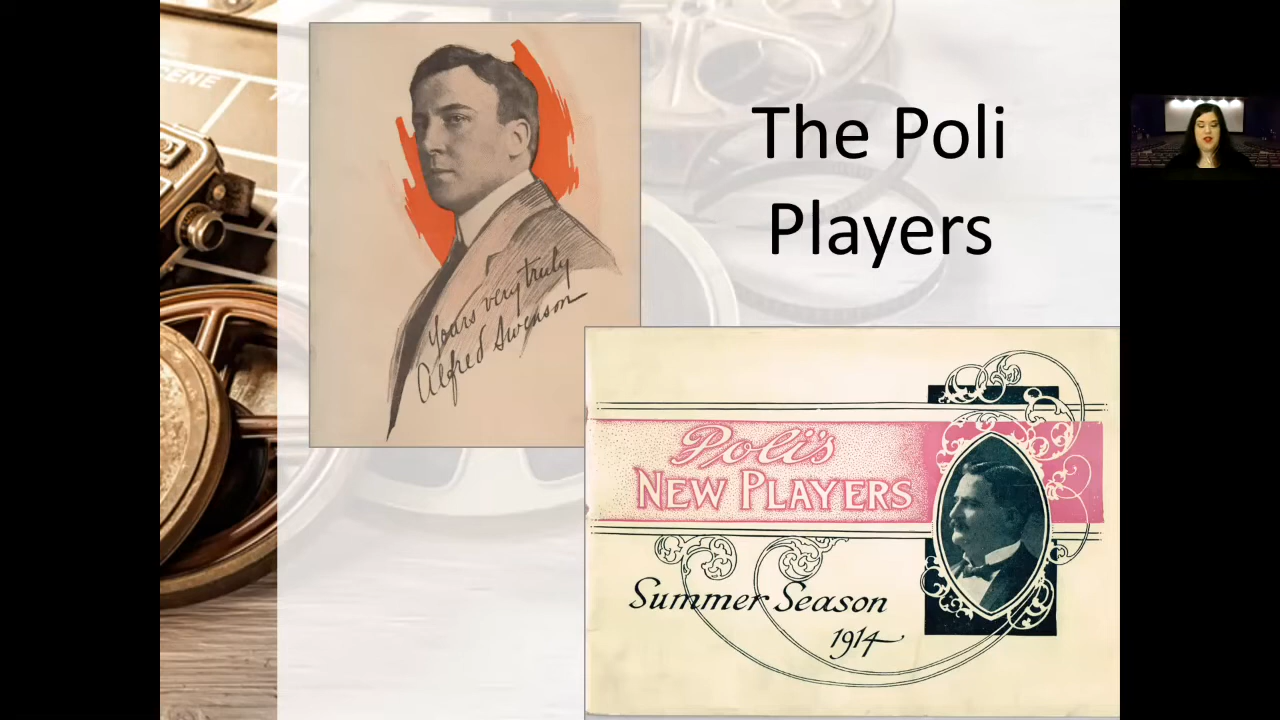 The Poli
Players
yours very truly
Alfred Swenson
Poli's
NEW PLAYERS
Summer Season
1914